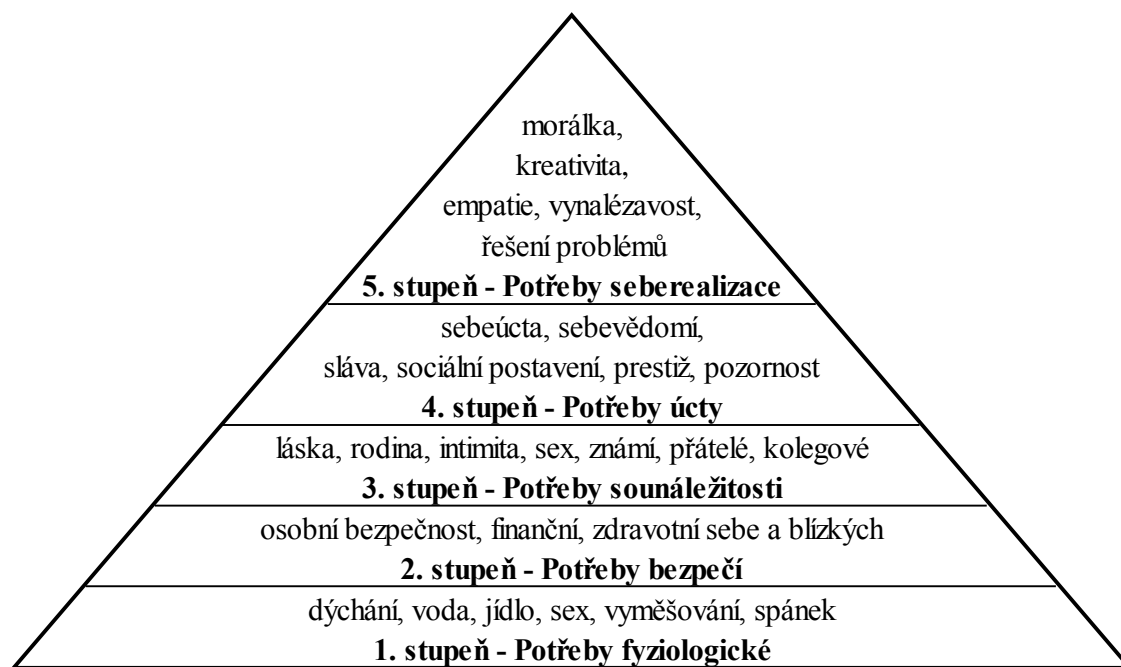 morálka,
kreativita,
empatie, vynalézavost,
řešení problémů
5. stupeň - Potřeby seberealizace
sebeúcta, sebevědomí,
sláva, sociální postavení, prestiž, pozornost
4. stupeň - Potřeby úcty
láska, rodina, intimita, sex, známí, přátelé, kolegové
3. stupeň - Potřeby sounáležitosti
osobní bezpečnost, finanční, zdravotní sebe a blízkých
2. stupeň - Potřeby bezpečí
dýchání, voda, jídlo, sex, vyměšování, spánek
1. stupeň - Potřeby fyziologické